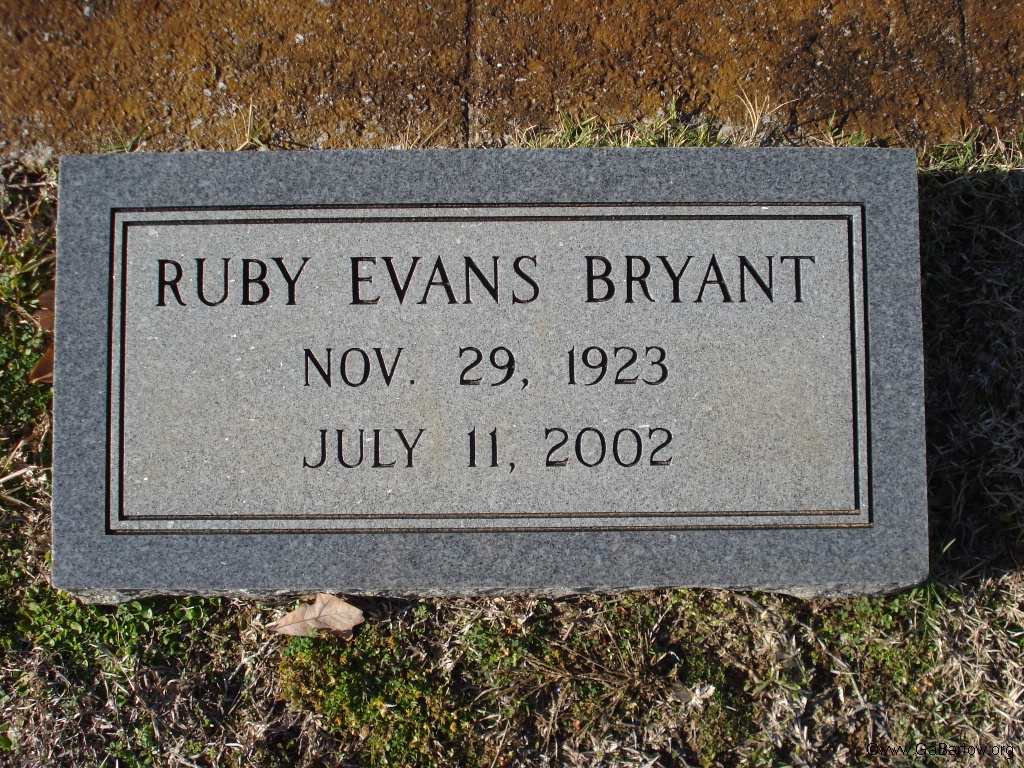 RUBY EVANS BRYANT
NOV. 29, 1923
JULY 11, 2002
©www.GaBartow.org